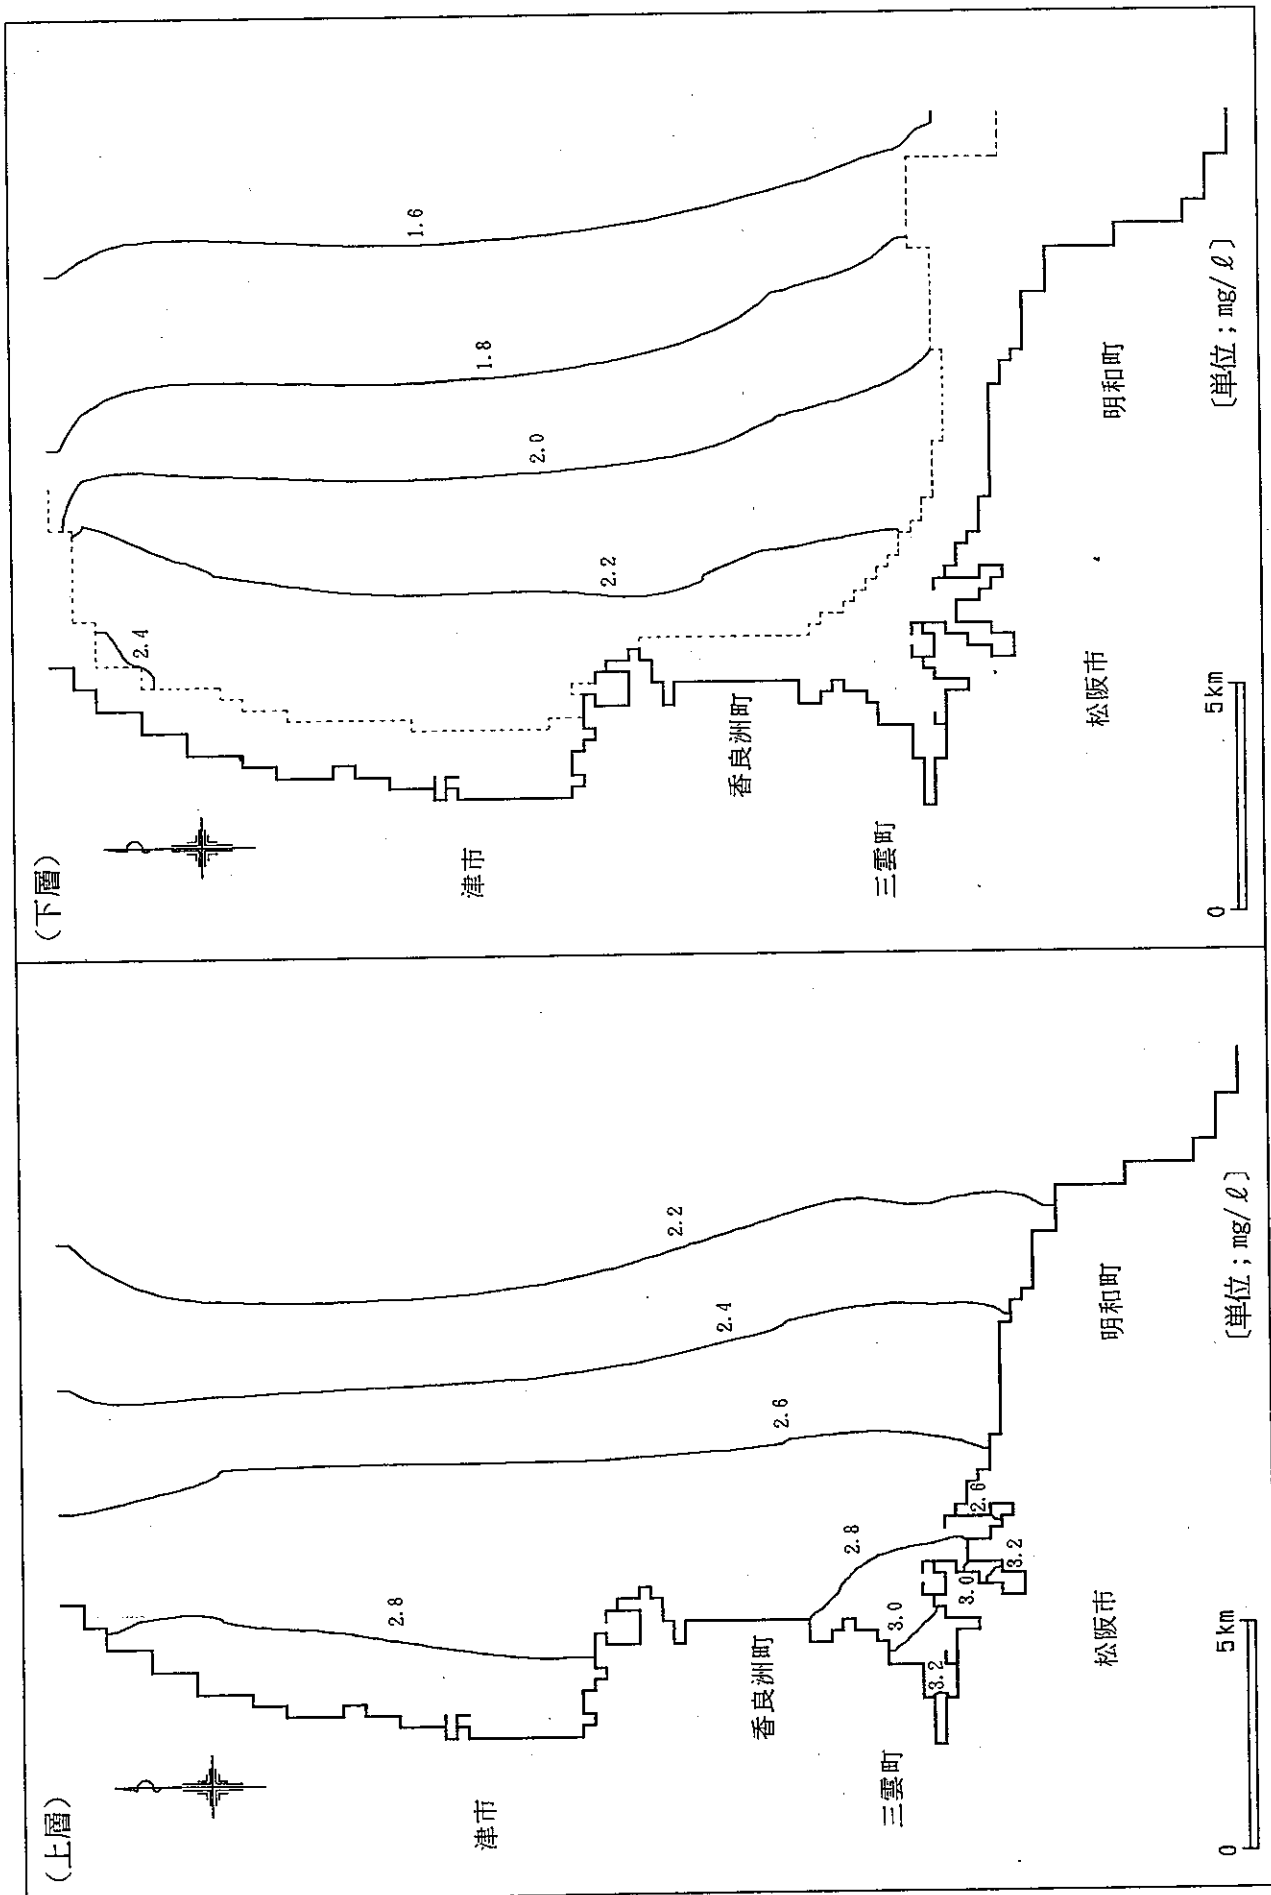 (上層)
2.2
2.4
2.6
2.8
2.8
2.6
3.0
3.2
3.0
3.2
津市
香良洲町
三雲町
松阪市
明和町
0
5km
[単位;mg/ℓ]
(下層)
1.6
1.8
2.0
2.2
2.4
津市
香良洲町
三雲町
松阪市
明和町
0
5km
[単位;mg/ℓ]